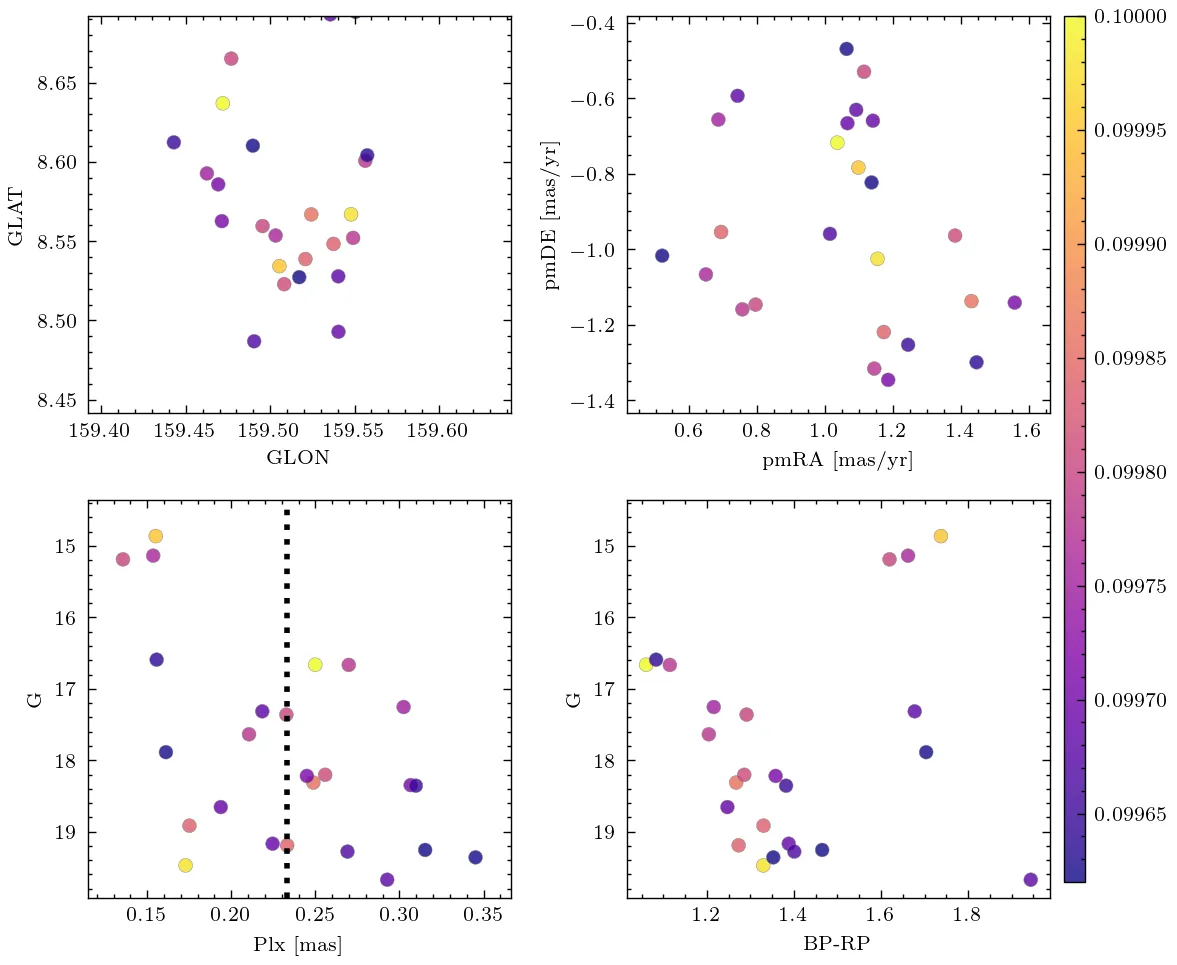 8.65
8.60
8.55
8.50
8.45
GLAT
159.40 159.45 159.50 159.55 159.60
GLON
−0.4
−0.6
−0.8
−1.0
−1.2
−1.4
pmDE [mas/yr]
0.6 0.8 1.0 1.2 1.4 1.6
pmRA [mas/yr]
0.10000
0.09995
0.09990
0.09985
0.09980
0.09975
0.09970
0.09965
15
16
17
18
19
G
0.15 0.20 0.25 0.30 0.35
Plx [mas]
15
16
17
18
19
G
1.2 1.4 1.6 1.8
BP-RP